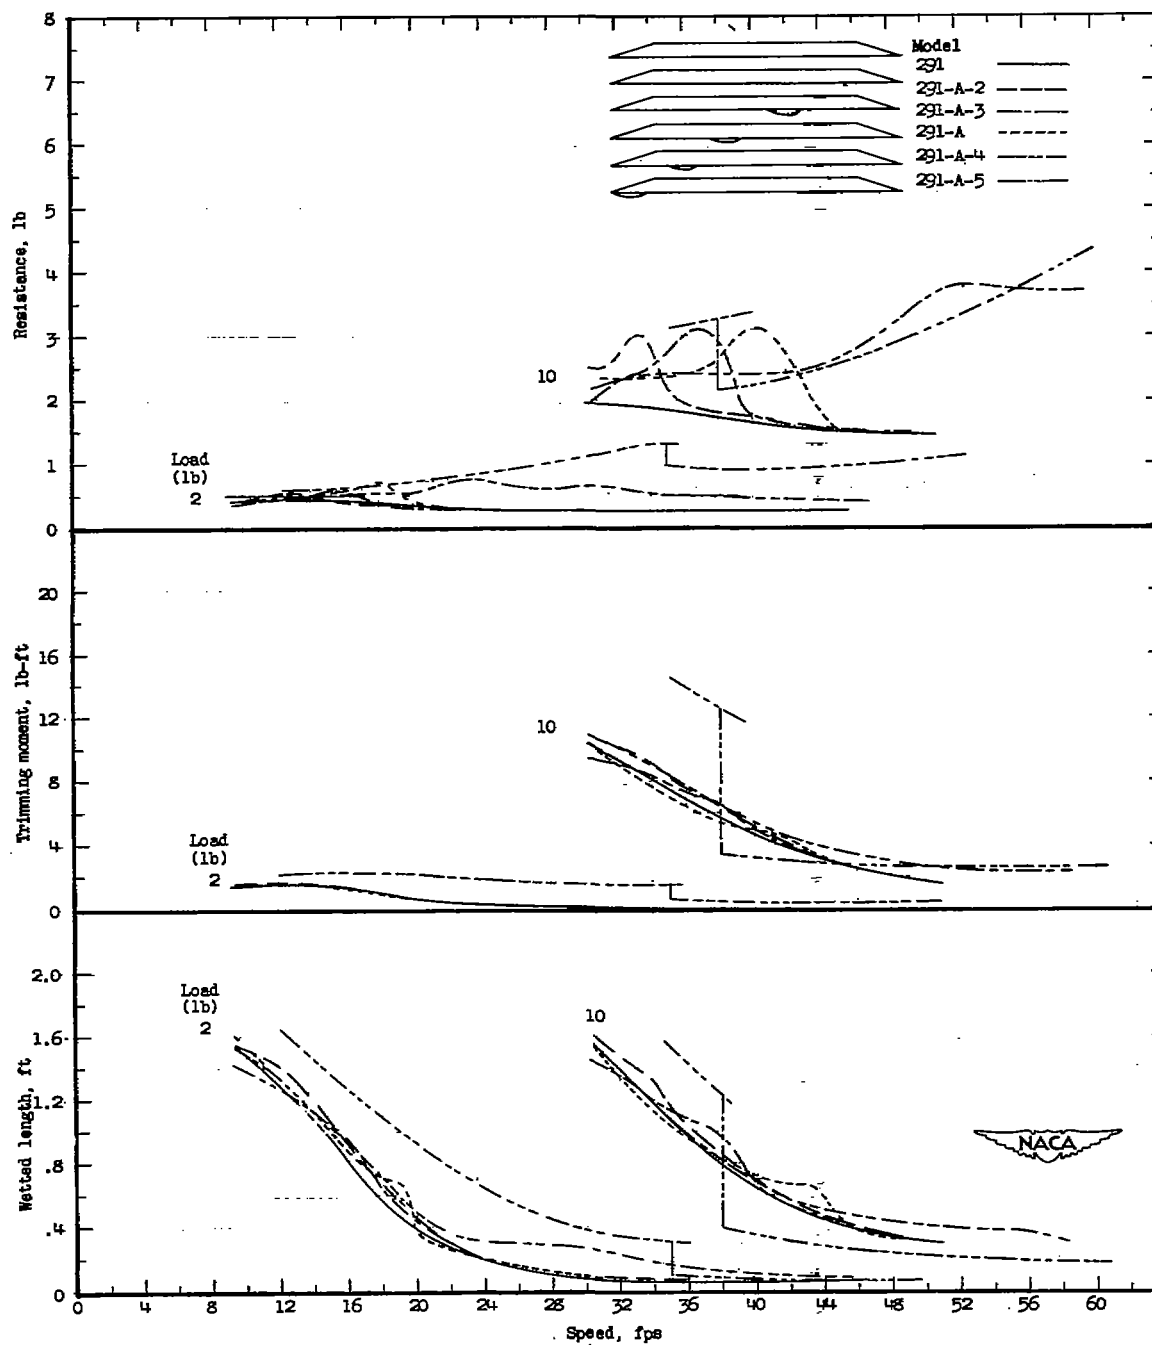 8
7
6
5
4
3
2
1
0
Resistance, lb
Model
291
291-A-2
291-A-3
291-A
291-A-4
291-A-5
10
Load
(lb)
2
20
16
12
8
4
0
Trimming moment, lb-ft
10
Load
(lb)
2
2.0
1.6
1.2
.8
.4
0
Wetted length, ft
Load
(lb)
2
10
NACA
0 4 8 12 16 20 24 28 32 36 40 44 48 52 56 60
Speed, fps